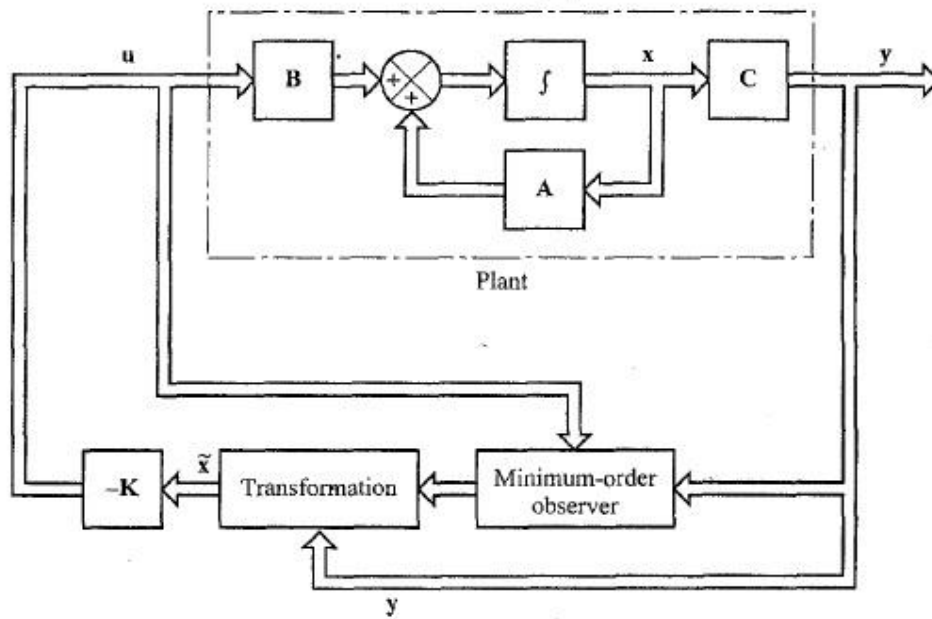 u
B
+
+
∫
x
C
y
A
Plant
–K
x̃
Transformation
Minimum-order
observer
y